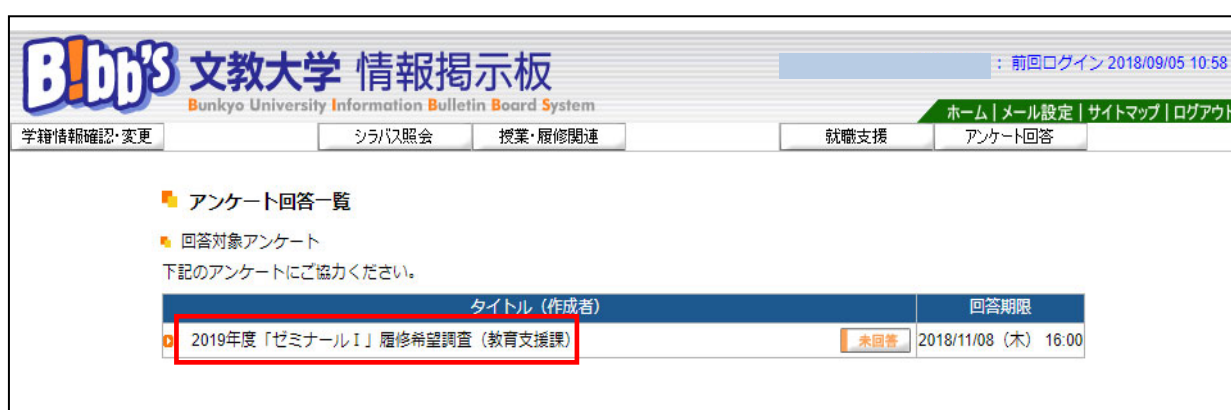 B!bb's 文教大学 情報掲示板
Bunkyo University Information Bulletin Board System
: 前回ログイン 2018/09/05 10:58
ホーム | メール設定 | サイトマップ | ログアウト
学籍情報確認・変更 シラバス照会 授業・履修関連 就職支援 アンケート回答
アンケート回答一覧
回答対象アンケート
下記のアンケートにご協力ください。
タイトル（作成者） 回答期限
2019年度「ゼミナールⅠ」履修希望調査（教育支援課） 未回答 2018/11/08（木） 16:00